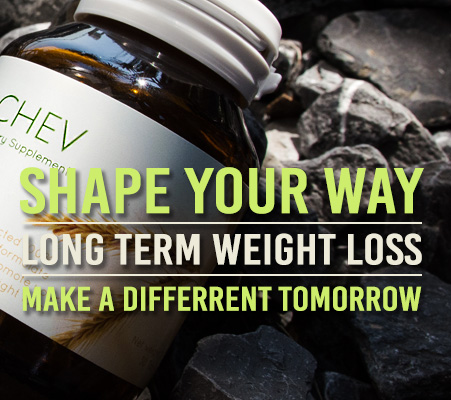 CHEV
Supplement
SHAPE YOUR WAY
LONG TERM WEIGHT LOSS
MAKE A DIFFERRENT TOMORROW